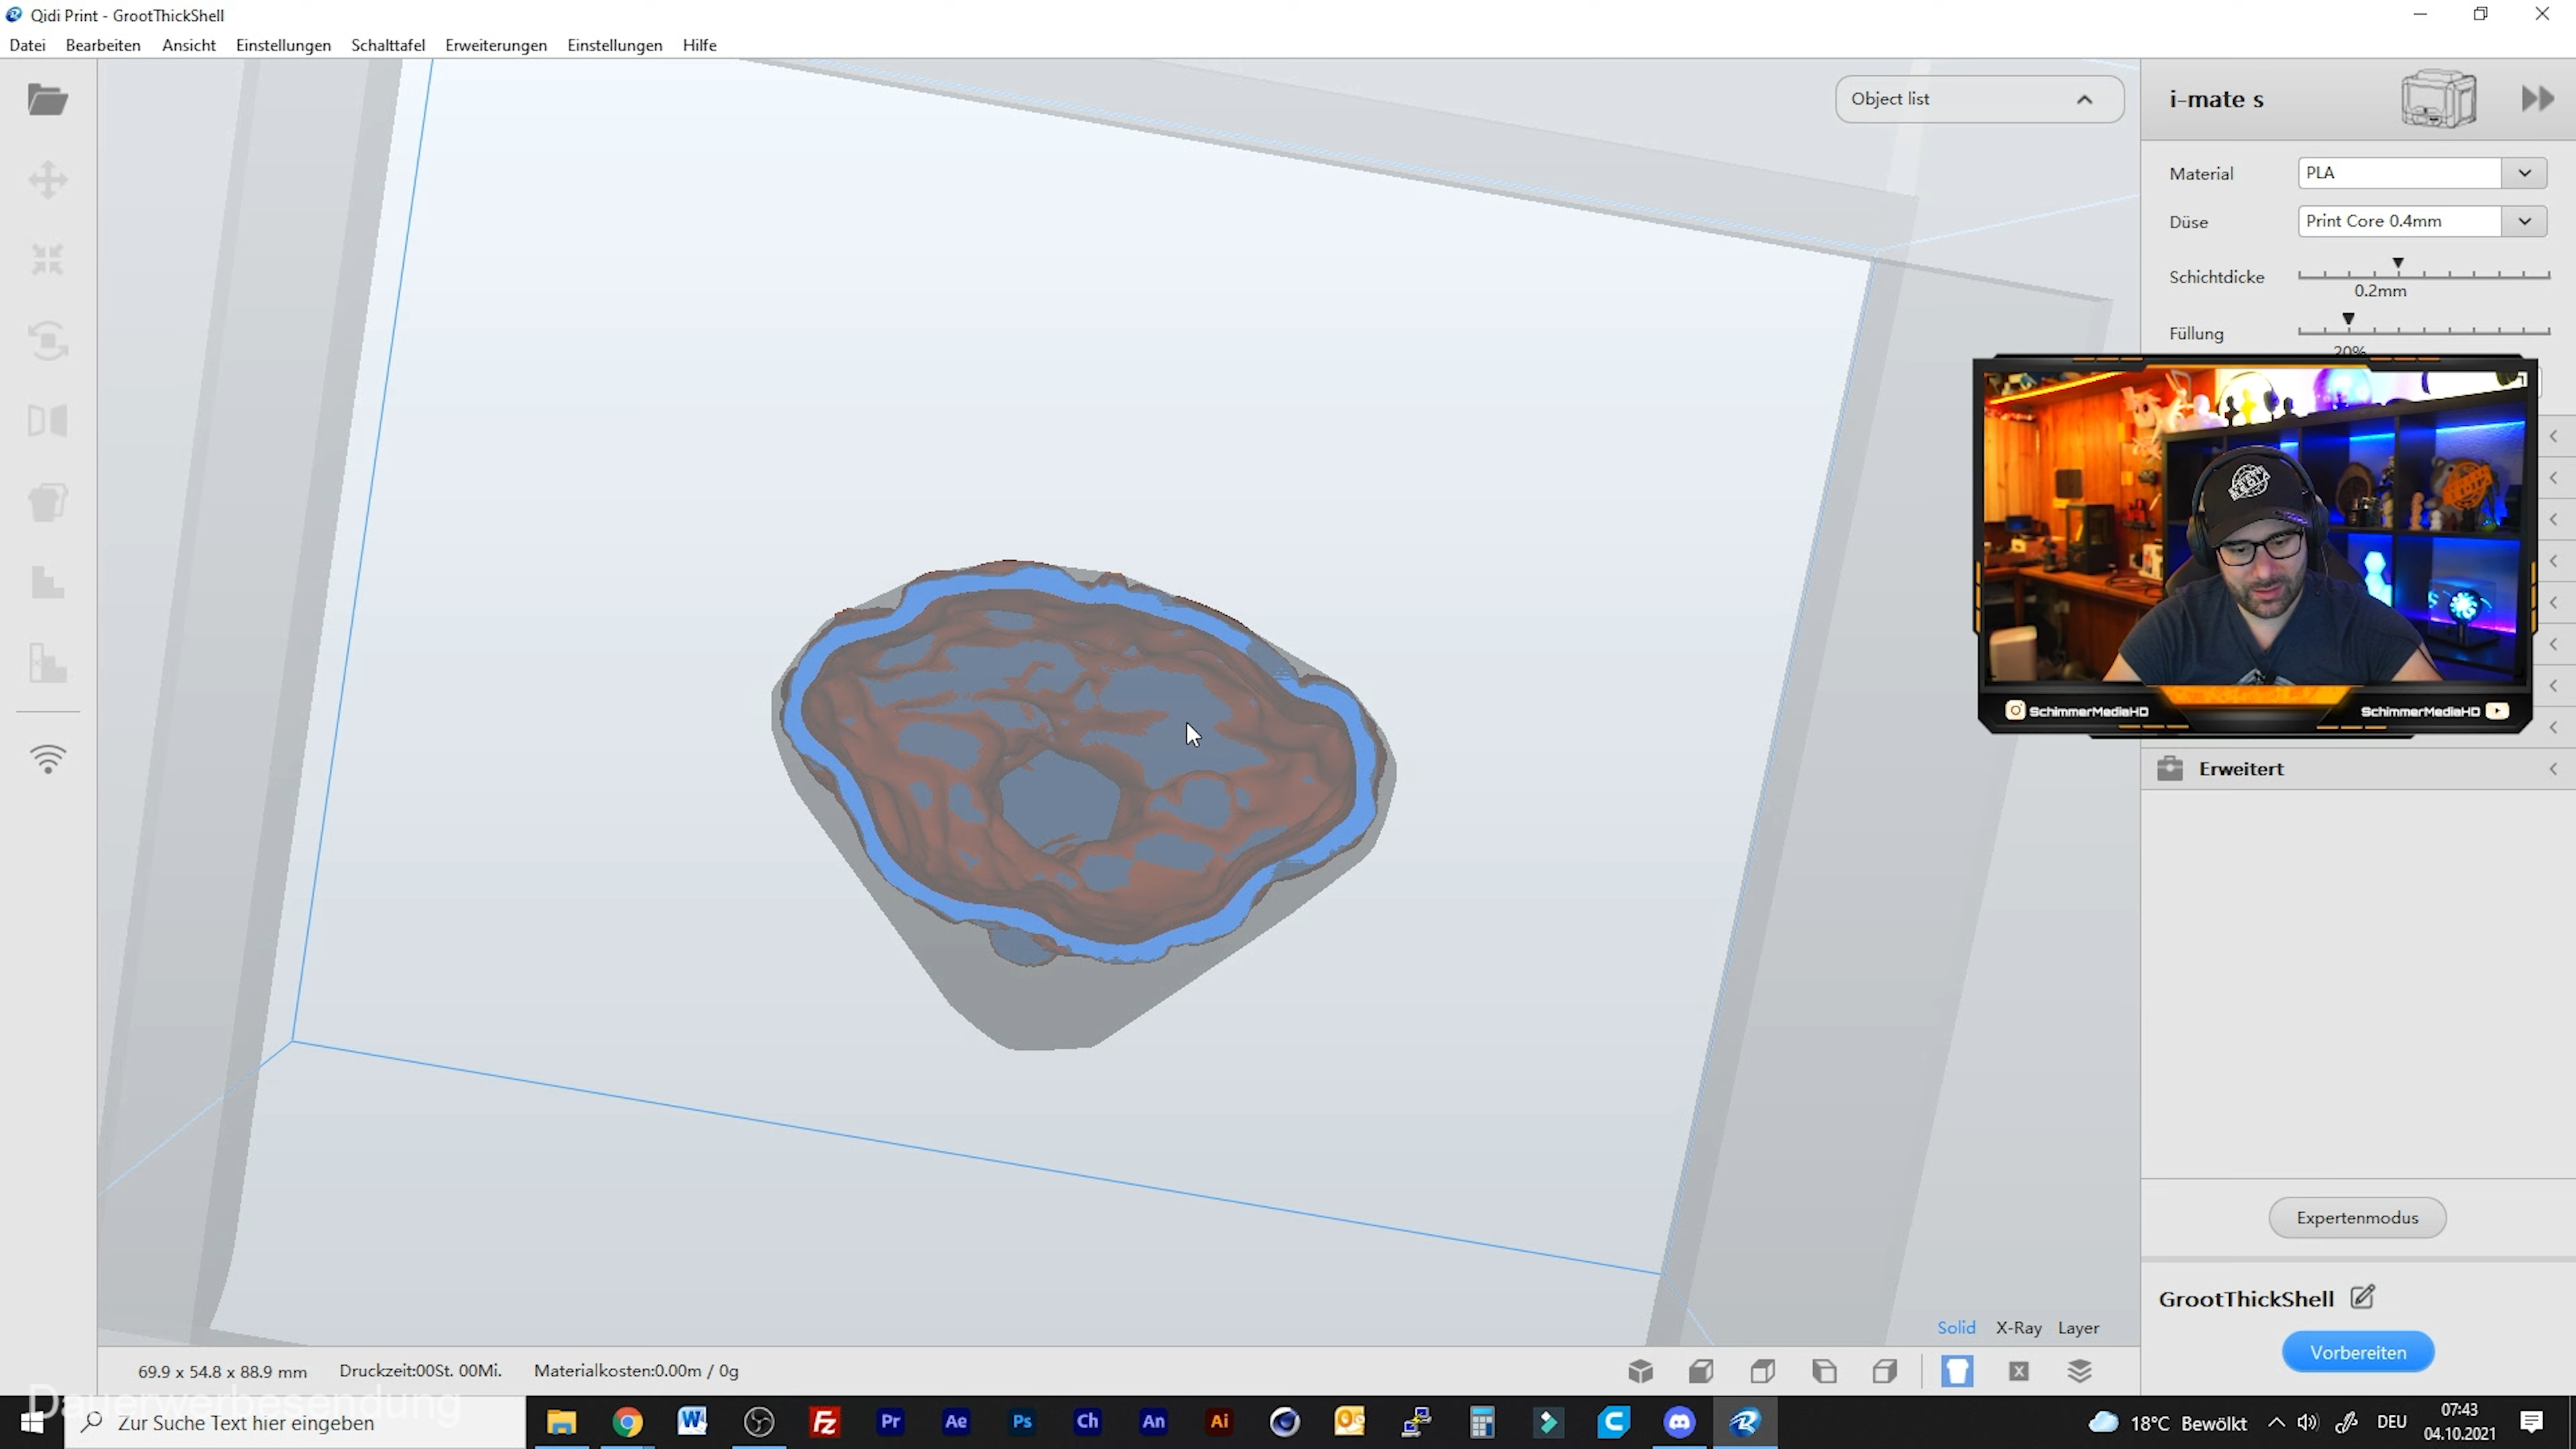 Qidi Print - GrootThickShell
Datei Bearbeiten Ansicht Einstellungen Schalttafel Erweiterungen Einstellungen Hilfe
Object list
i-mate s
Material PLA
Düse Print Core 0.4mm
Schichtdicke
0.2mm
Füllung
20%
SchimmerMediaHD SchimmerMediaHD
Erweitert
Expertenmodus
GrootThickShell
Solid X-Ray Layer
Vorbereiten
69.9 x 54.8 x 88.9 mm Druckzeit:00St. 00Mi. Materialkosten:0.00m / 0g
Dauerwerbesendung
Zur Suche Text hier eingeben
W Fz Pr Ae Ps Ch An Ai
18°C Bewölkt DEU 07:43
04.10.2021